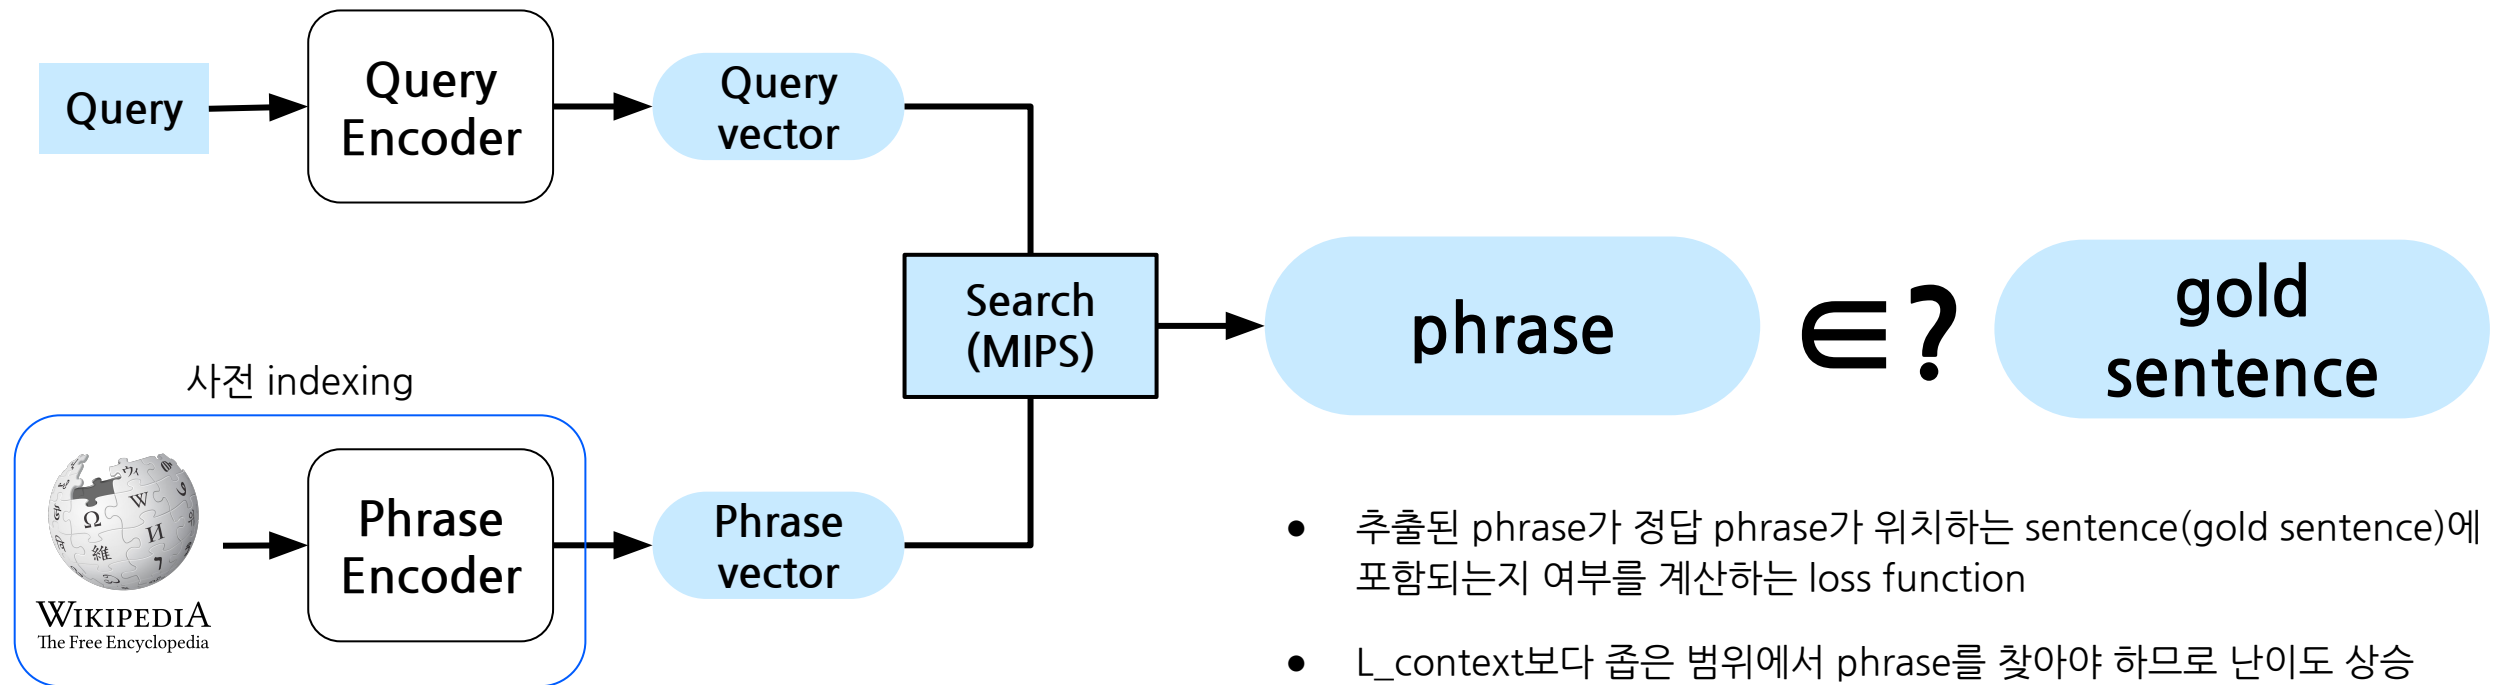 Query
Query
Encoder
Query
vector
Search
(MIPS)
phrase
∈ ?
gold
sentence
사전 indexing
Ω
W
И
維
WIKIPEDIA
The Free Encyclopedia
Phrase
Encoder
Phrase
vector
● 추출된 phrase가 정답 phrase가 위치하는 sentence(gold sentence)에
포함되는지 여부를 계산하는 loss function
● L_context보다 좁은 범위에서 phrase를 찾아야 하므로 난이도 상승